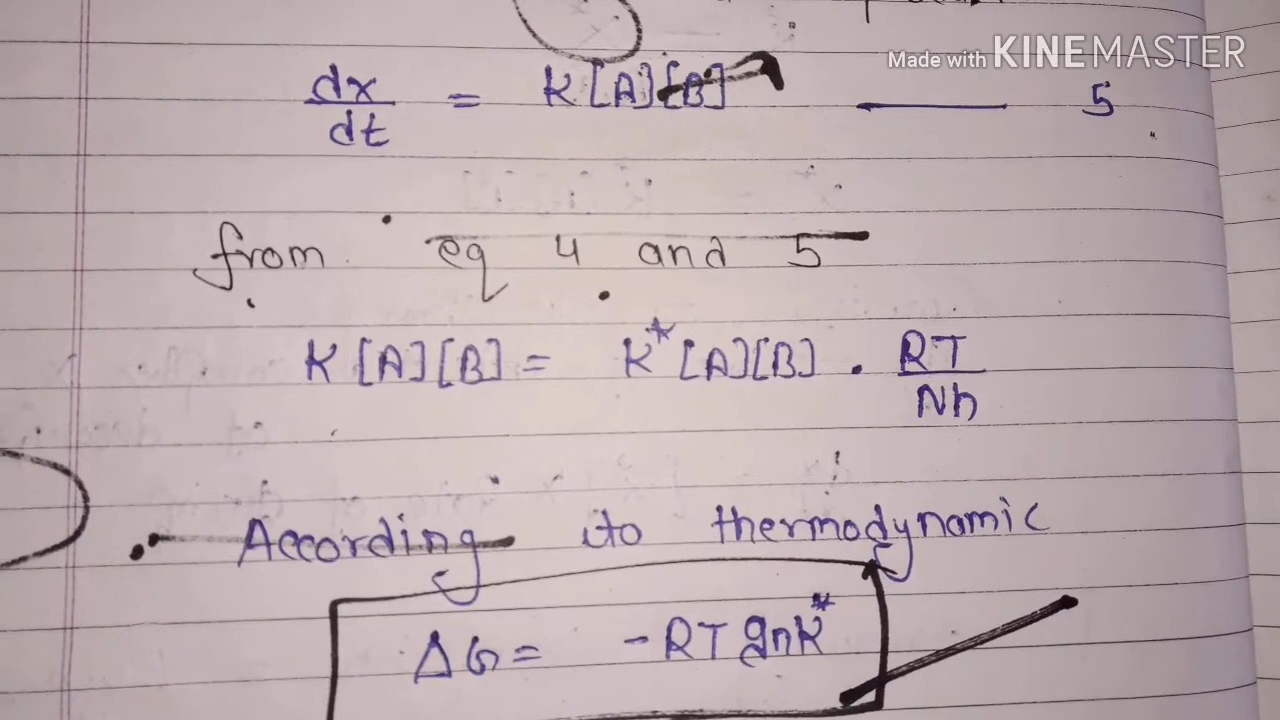 Made with KINEMASTER
dx/dt = K[A][B] —— 5
from eq 4 and 5
K[A][B] = K*[A][B] . RT/Nh
According to thermodynamic
ΔG = -RT lnK*